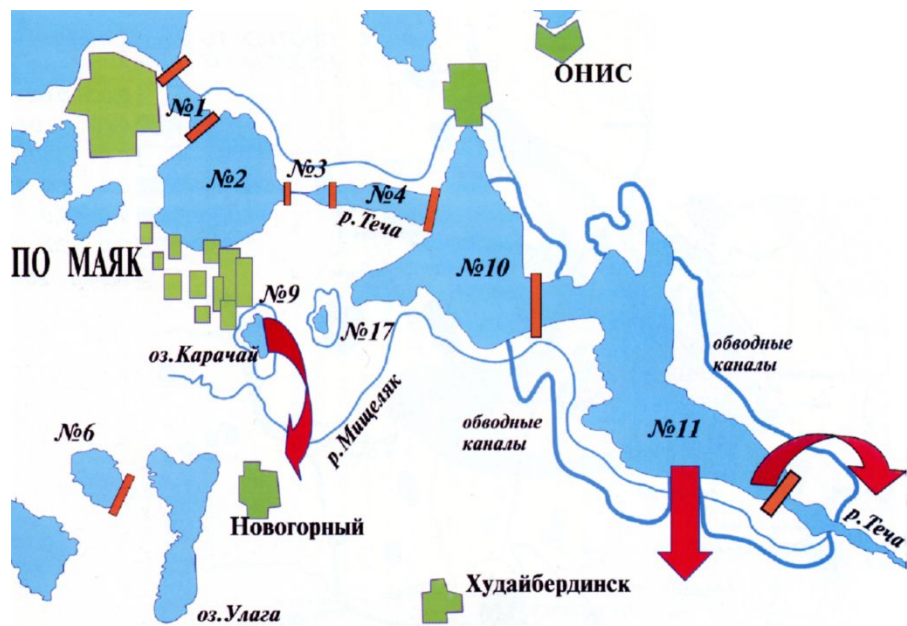 ОНИС
№1
№2
№3
№4
р.Теча
ПО МАЯК
№10
№9
№17
оз.Карачай
обводные
каналы
р.Мишеляк
обводные
каналы
№6
№11
Новогорный
р.Теча
Худайбердинск
оз.Улага